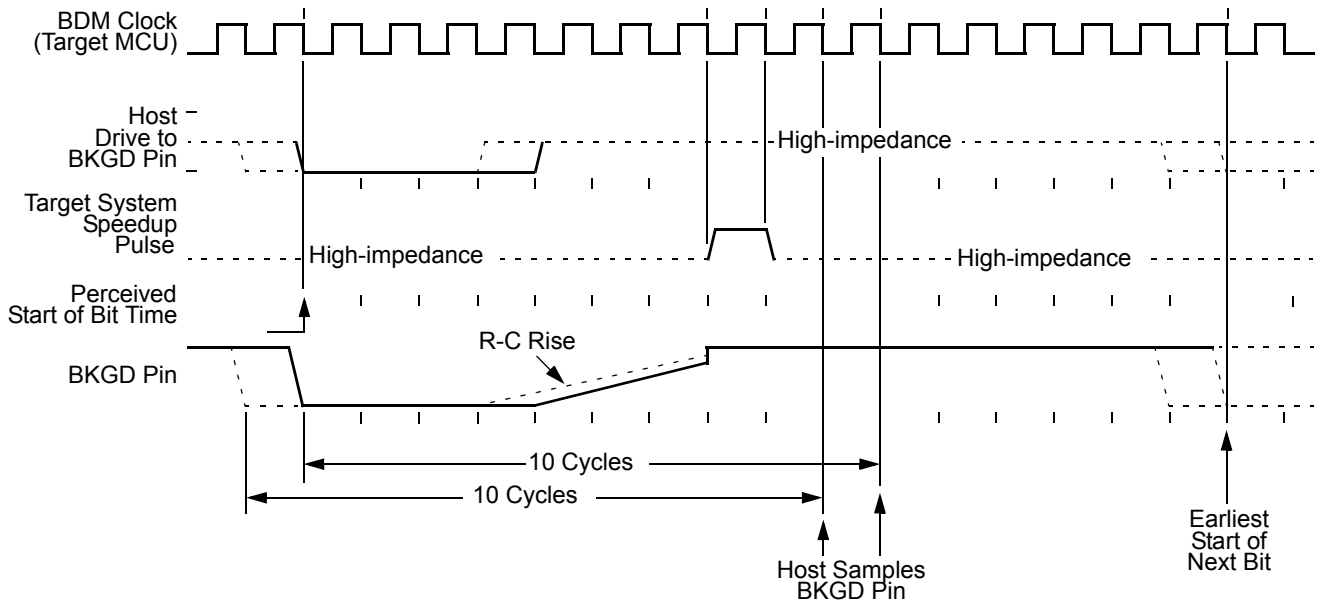 BDM Clock
(Target MCU)
Host
Drive to
BKGD Pin
High-impedance
Target System
Speedup
Pulse
High-impedance
High-impedance
Perceived
Start of Bit Time
R-C Rise
BKGD Pin
10 Cycles
10 Cycles
Earliest
Start of
Next Bit
Host Samples
BKGD Pin